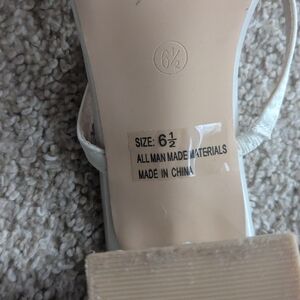 6½
SIZE: 6½
ALL MAN MADE MATERIALS
MADE IN CHINA